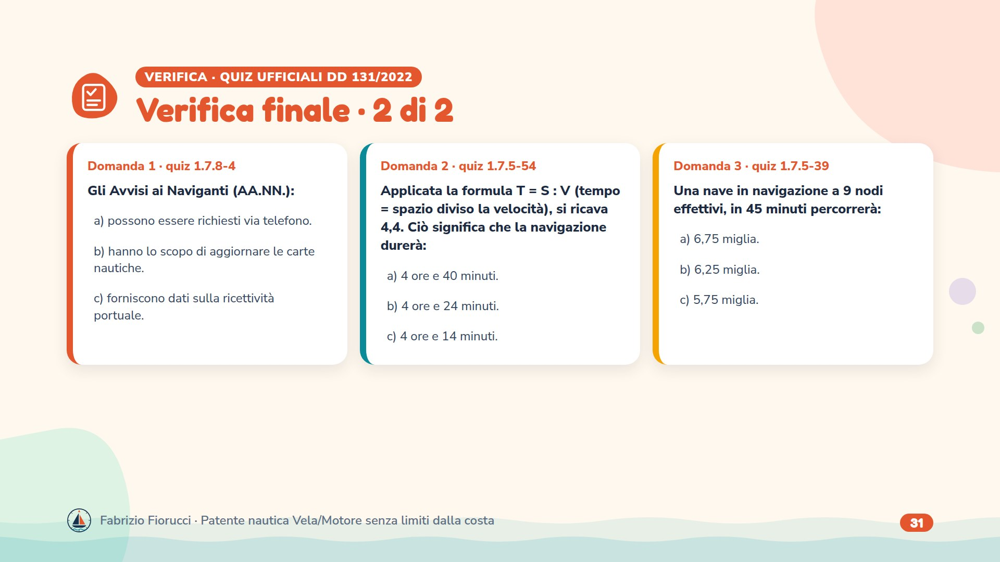 VERIFICA · QUIZ UFFICIALI DD 131/2022
Verifica finale · 2 di 2
Domanda 1 · quiz 1.7.8-4
Gli Avvisi ai Naviganti (AA.NN.):
a) possono essere richiesti via telefono.
b) hanno lo scopo di aggiornare le carte
nautiche.
c) forniscono dati sulla ricettività
portuale.
Domanda 2 · quiz 1.7.5-54
Applicata la formula T = S : V (tempo
= spazio diviso la velocità), si ricava
4,4. Ciò significa che la navigazione
durerà:
a) 4 ore e 40 minuti.
b) 4 ore e 24 minuti.
c) 4 ore e 14 minuti.
Domanda 3 · quiz 1.7.5-39
Una nave in navigazione a 9 nodi
effettivi, in 45 minuti percorrerà:
a) 6,75 miglia.
b) 6,25 miglia.
c) 5,75 miglia.
Fabrizio Fiorucci · Patente nautica Vela/Motore senza limiti dalla costa
31